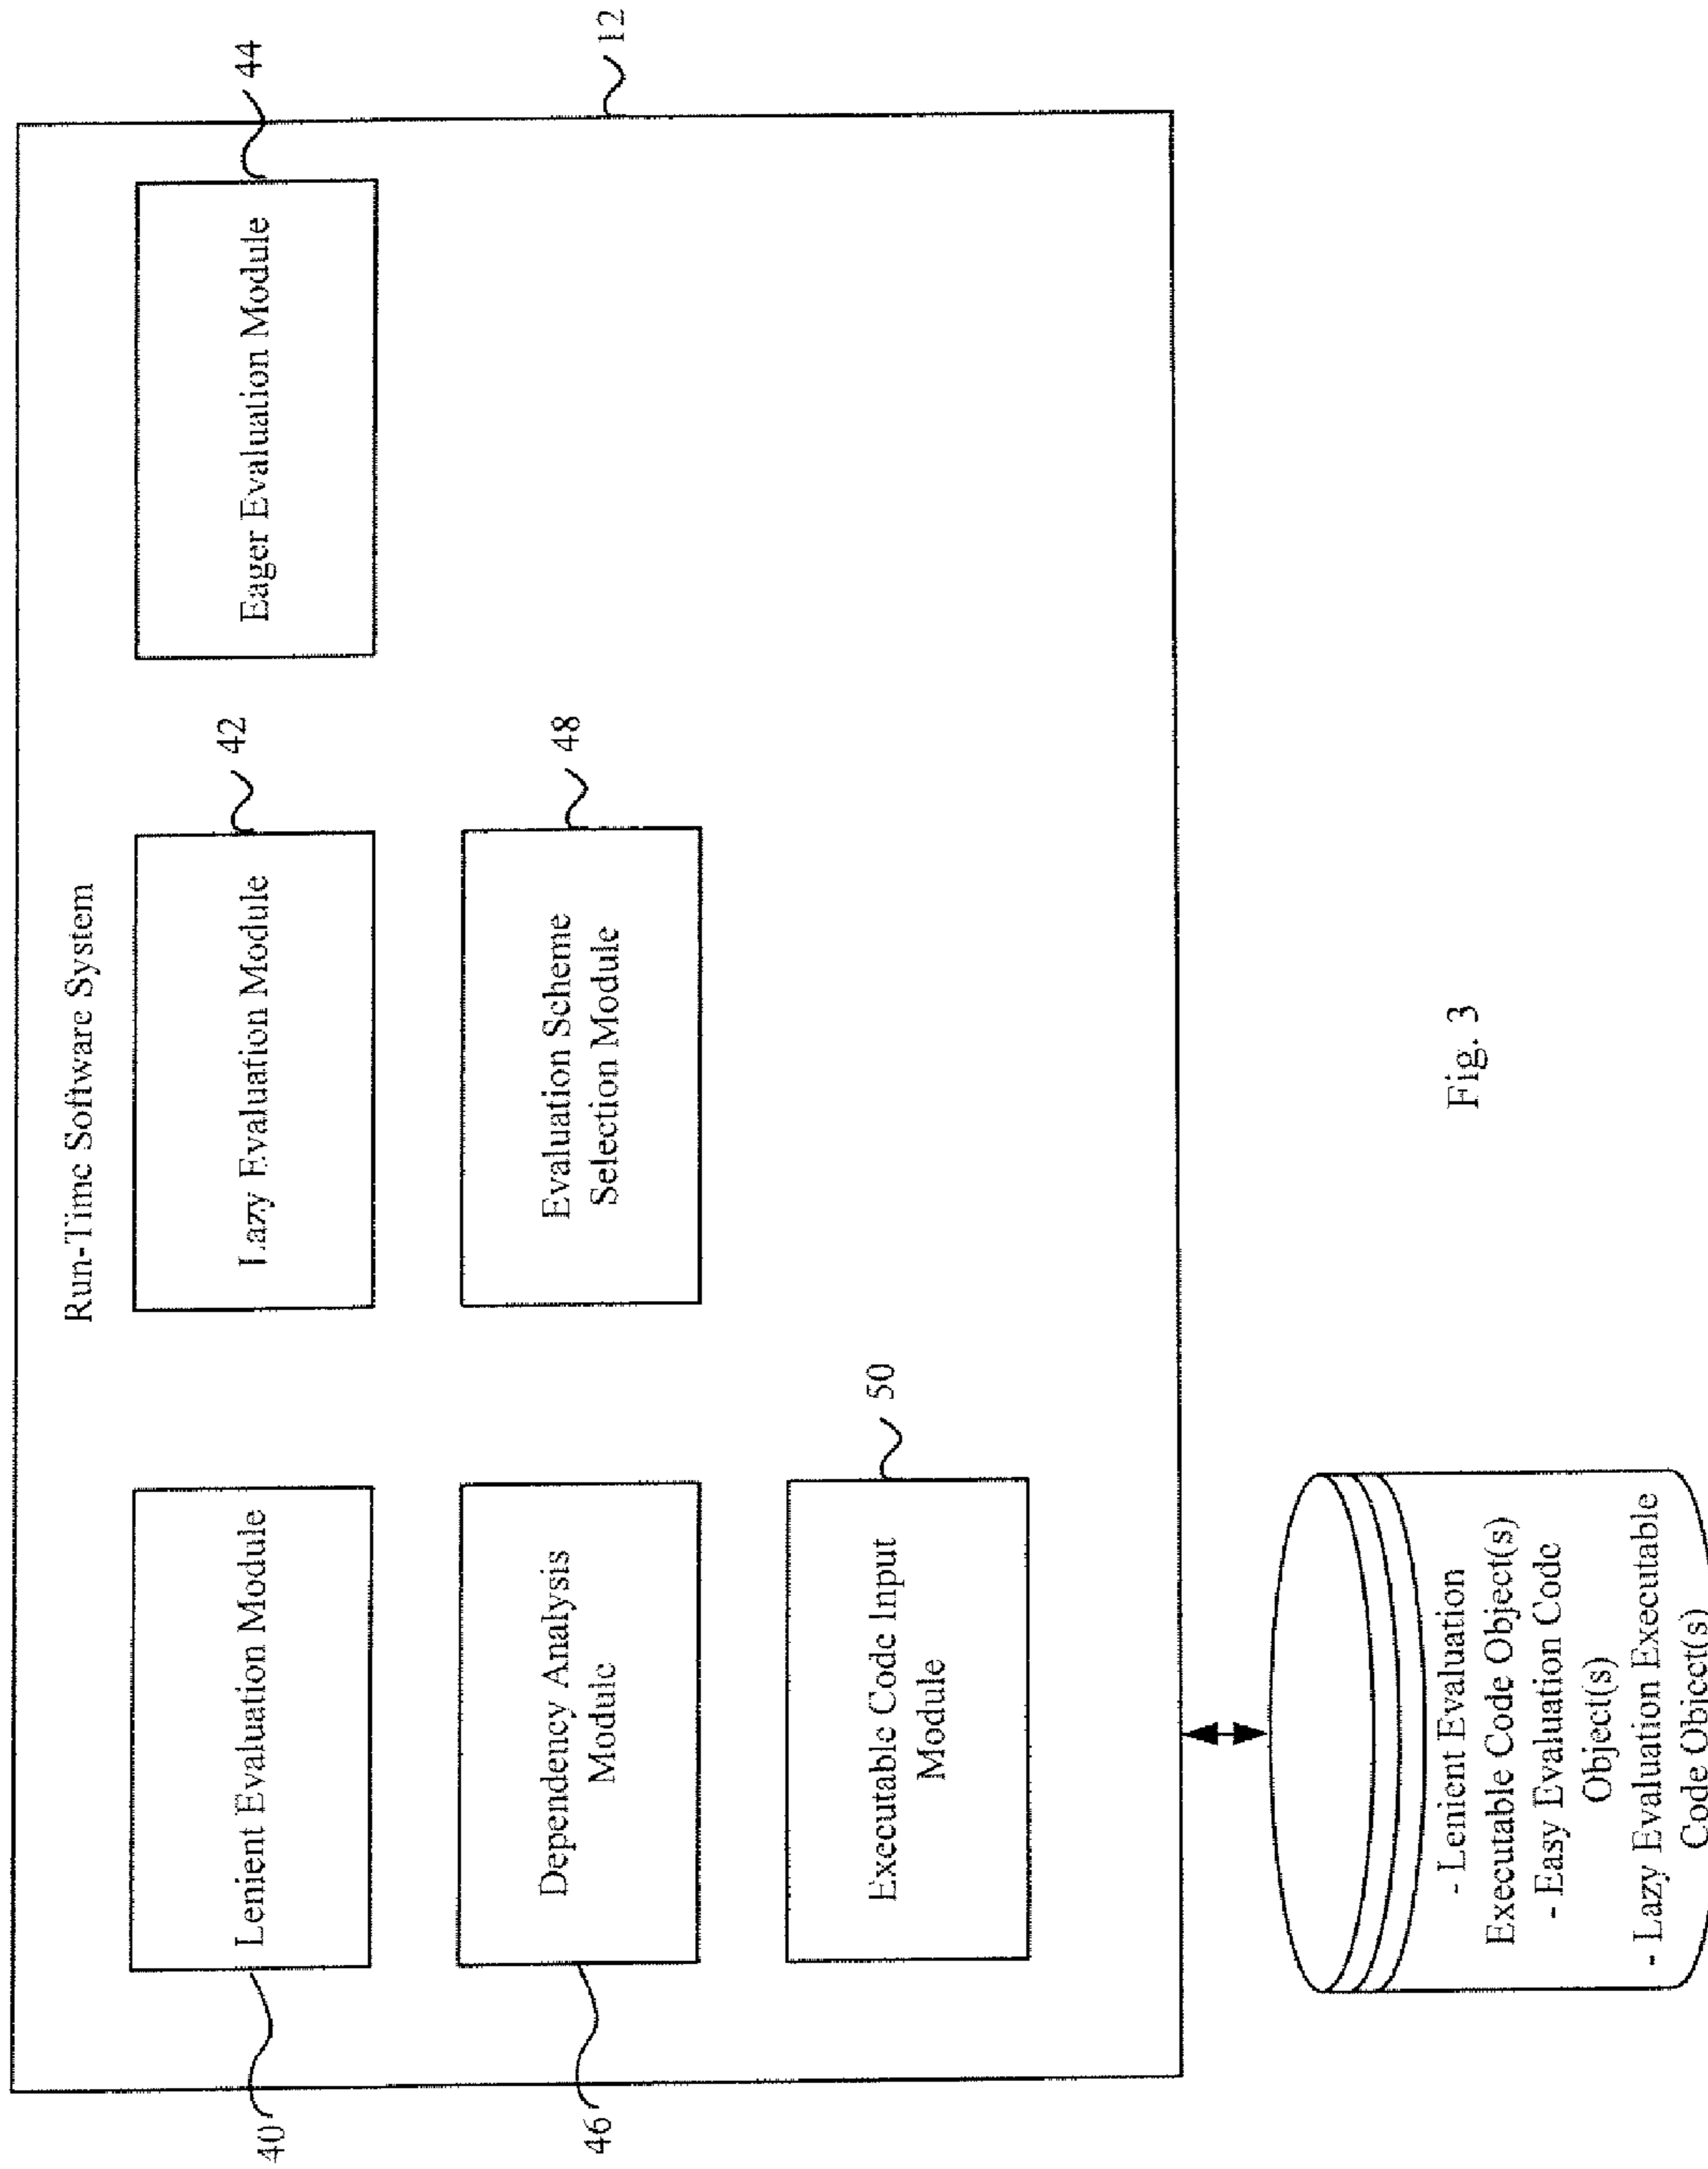 Run-Time Software System
12
Lenient Evaluation Module
40
Lazy Evaluation Module
42
Eager Evaluation Module
44
Dependency Analysis
Module
46
Evaluation Scheme
Selection Module
48
Executable Code Input
Module
50
- Lenient Evaluation
Executable Code Object(s)
- Easy Evaluation Code
Object(s)
- Lazy Evaluation Executable
Code Object(s)
Fig. 3